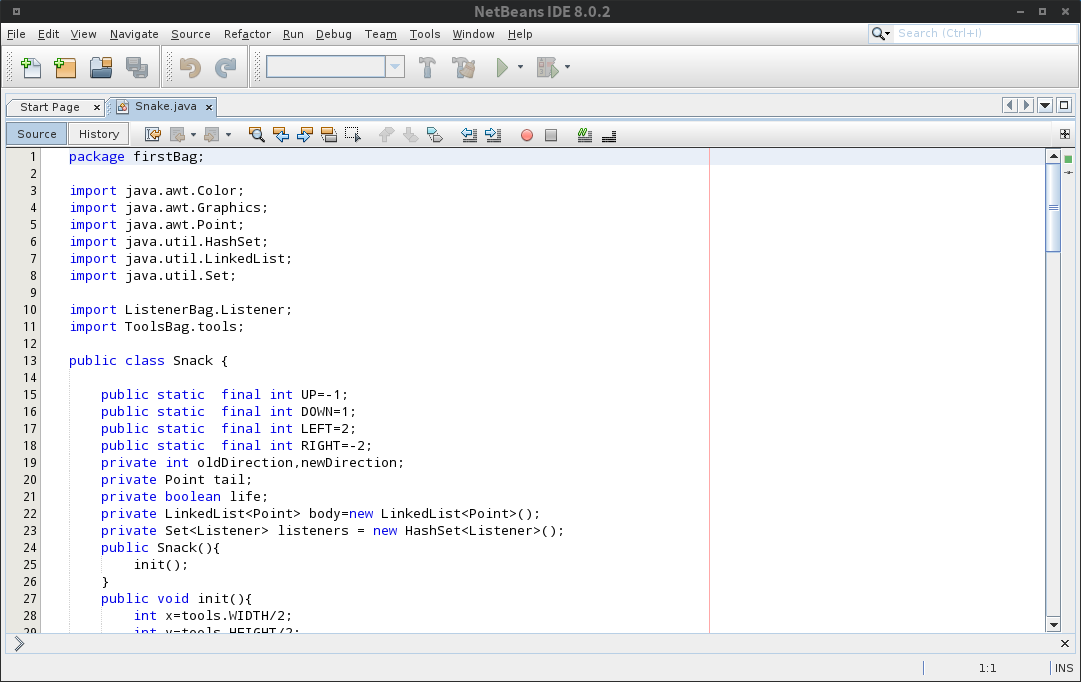 NetBeans IDE 8.0.2
File Edit View Navigate Source Refactor Run Debug Team Tools Window Help
Search (Ctrl+I)
Start Page × Snake.java ×
Source History
1 package firstBag;
2
3 import java.awt.Color;
4 import java.awt.Graphics;
5 import java.awt.Point;
6 import java.util.HashSet;
7 import java.util.LinkedList;
8 import java.util.Set;
9
10 import ListenerBag.Listener;
11 import ToolsBag.tools;
12
13 public class Snack {
14
15 public static  final int UP=-1;
16 public static  final int DOWN=1;
17 public static  final int LEFT=2;
18 public static  final int RIGHT=-2;
19 private int oldDirection,newDirection;
20 private Point tail;
21 private boolean life;
22 private LinkedList<Point> body=new LinkedList<Point>();
23 private Set<Listener> listeners = new HashSet<Listener>();
24 public Snack(){
25 init();
26 }
27 public void init(){
28 int x=tools.WIDTH/2;
29 int y=tools.HEIGHT/2;
1:1 INS